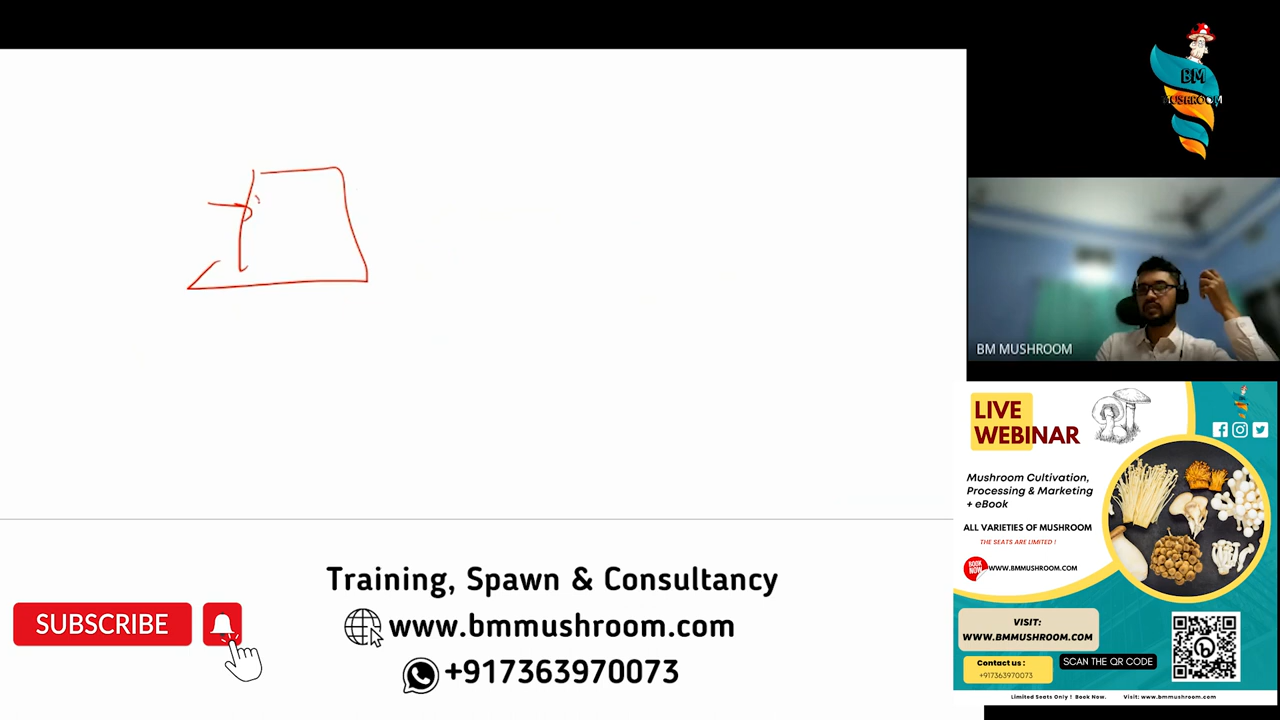 BM
MUSHROOM
BM MUSHROOM
LIVE
WEBINAR
Mushroom Cultivation,
Processing & Marketing
+ eBook
ALL VARIETIES OF MUSHROOM
THE SEATS ARE LIMITED !
BOOK
NOW
WWW.BMMUSHROOM.COM
VISIT:
WWW.BMMUSHROOM.COM
Contact us :
+917363970073
SCAN THE QR CODE
Limited Seats Only ! Book Now. Visit: www.bmmushroom.com
Training, Spawn & Consultancy
SUBSCRIBE
www.bmmushroom.com
+917363970073